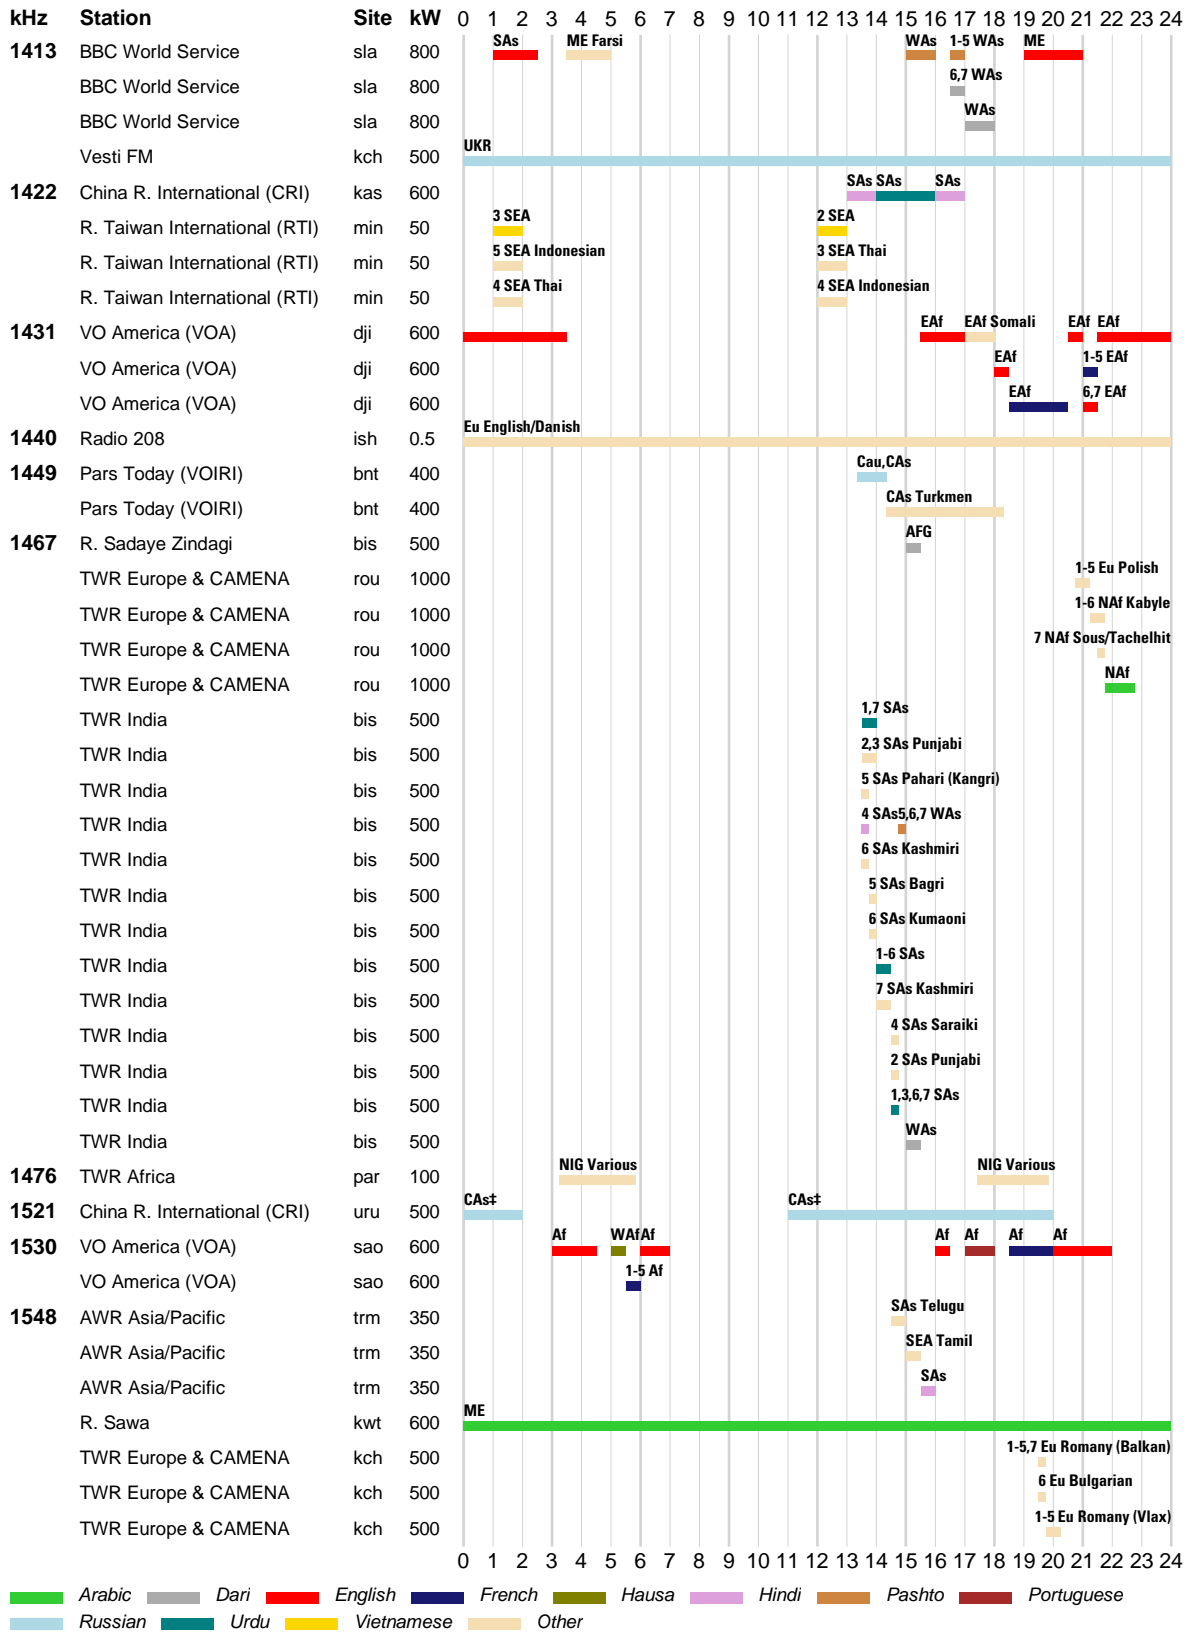 kHz Station Site kW 0 1 2 3 4 5 6 7 8 9 10 11 12 13 14 15 16 17 18 19 20 21 22 23 24
SAs ME Farsi WAs 1-5 WAs ME
1413 BBC World Service sla 800
6,7 WAs
BBC World Service sla 800
WAs
BBC World Service sla 800
UKR
Vesti FM kch 500
SAs SAs SAs
1422 China R. International (CRI) kas 600
3 SEA 2 SEA
R. Taiwan International (RTI) min 50
5 SEA Indonesian 3 SEA Thai
R. Taiwan International (RTI) min 50
4 SEA Thai 4 SEA Indonesian
R. Taiwan International (RTI) min 50
EAf EAf Somali EAf EAf
1431 VO America (VOA) dji 600
EAf 1-5 EAf
VO America (VOA) dji 600
EAf 6,7 EAf
VO America (VOA) dji 600
Eu English/Danish
1440 Radio 208 ish 0.5
Cau,CAs
1449 Pars Today (VOIRI) bnt 400
CAs Turkmen
Pars Today (VOIRI) bnt 400
AFG
1467 R. Sadaye Zindagi bis 500
1-5 Eu Polish
TWR Europe & CAMENA rou 1000
1-6 NAf Kabyle
TWR Europe & CAMENA rou 1000
7 NAf Sous/Tachelhit
TWR Europe & CAMENA rou 1000
NAf
TWR Europe & CAMENA rou 1000
1,7 SAs
TWR India bis 500
2,3 SAs Punjabi
TWR India bis 500
5 SAs Pahari (Kangri)
TWR India bis 500
4 SAs 5,6,7 WAs
TWR India bis 500
6 SAs Kashmiri
TWR India bis 500
5 SAs Bagri
TWR India bis 500
6 SAs Kumaoni
TWR India bis 500
1-6 SAs
TWR India bis 500
7 SAs Kashmiri
TWR India bis 500
4 SAs Saraiki
TWR India bis 500
2 SAs Punjabi
TWR India bis 500
1,3,6,7 SAs
TWR India bis 500
WAs
TWR India bis 500
NIG Various NIG Various
1476 TWR Africa par 100
CAs‡ CAs‡
1521 China R. International (CRI) uru 500
Af WAf Af Af Af Af Af
1530 VO America (VOA) sao 600
1-5 Af
VO America (VOA) sao 600
SAs Telugu
1548 AWR Asia/Pacific trm 350
SEA Tamil
AWR Asia/Pacific trm 350
SAs
AWR Asia/Pacific trm 350
ME
R. Sawa kwt 600
1-5,7 Eu Romany (Balkan)
TWR Europe & CAMENA kch 500
6 Eu Bulgarian
TWR Europe & CAMENA kch 500
1-5 Eu Romany (Vlax)
TWR Europe & CAMENA kch 500
0 1 2 3 4 5 6 7 8 9 10 11 12 13 14 15 16 17 18 19 20 21 22 23 24
Arabic Dari English French Hausa Hindi Pashto Portuguese
Russian Urdu Vietnamese Other